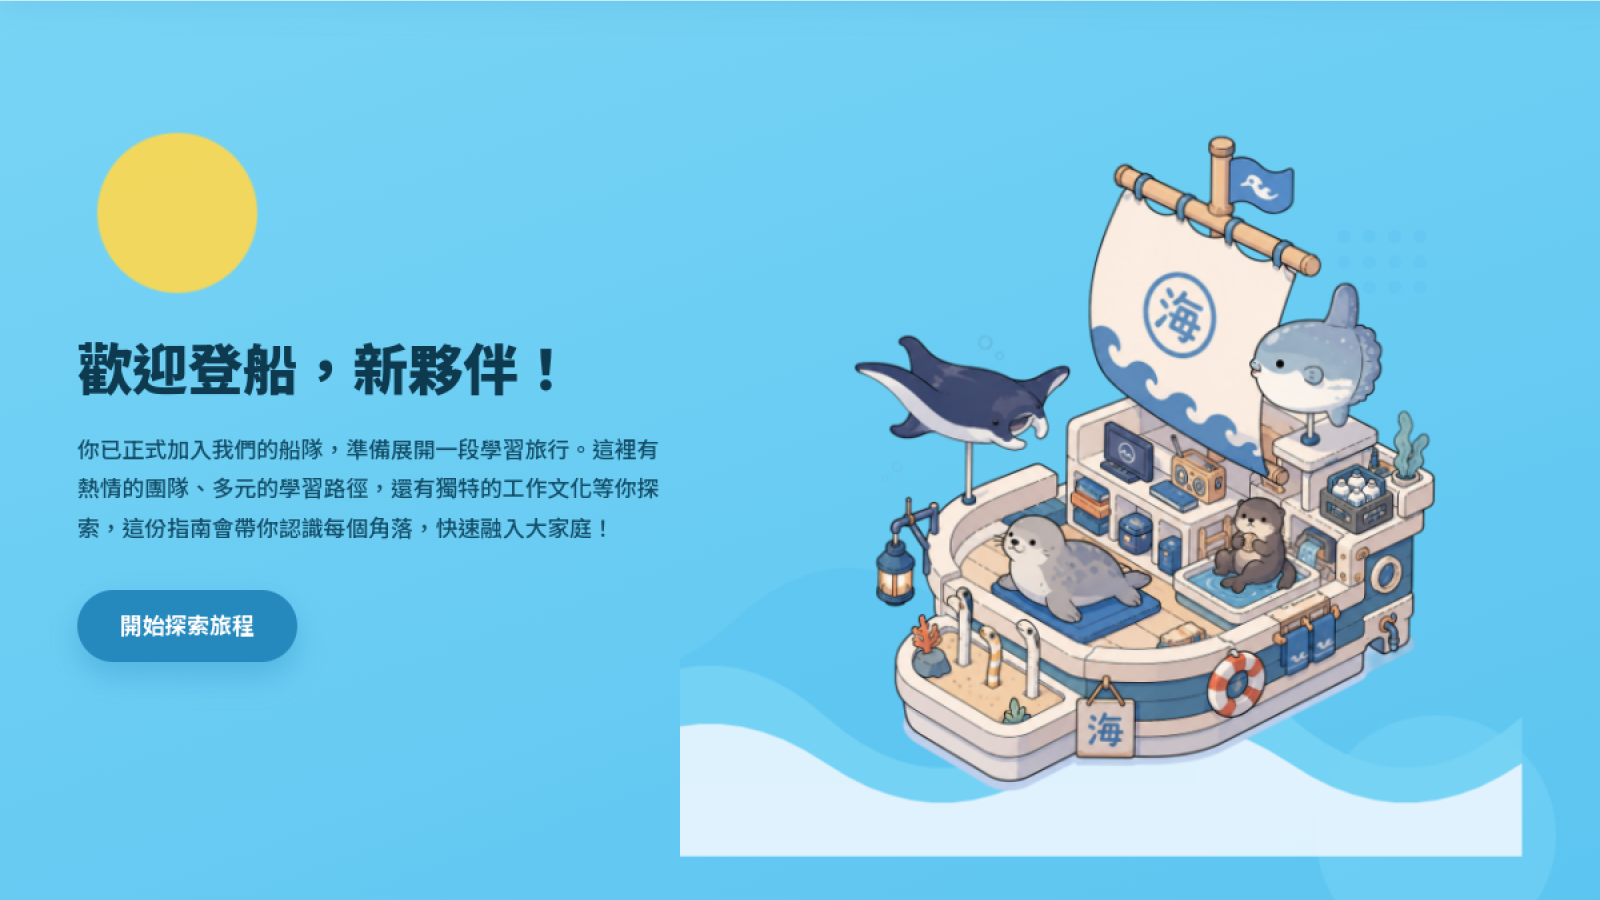 歡迎登船，新夥伴！
你已正式加入我們的船隊，準備展開一段學習旅行。這裡有
熱情的團隊、多元的學習路徑，還有獨特的工作文化等你探
索，這份指南會帶你認識每個角落，快速融入大家庭！
開始探索旅程
海
海